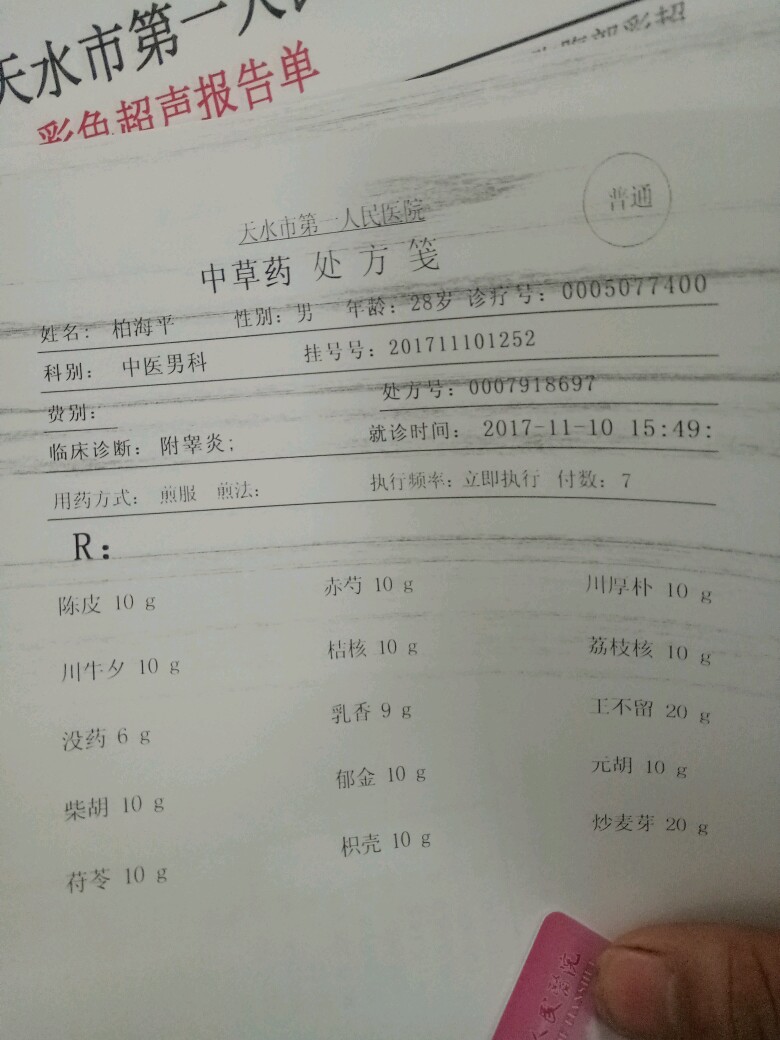 天水市第一人民
彩色超声报告单
天水市第一人民医院
普通
中草药 处方笺
姓名: 柏海平 性别: 男 年龄: 28岁 诊疗号: 0005077400
科别: 中医男科 挂号号: 201711101252
费别: 处方号: 0007918697
临床诊断: 附睾炎; 就诊时间: 2017-11-10 15:49:
用药方式: 煎服 煎法: 执行频率: 立即执行 付数: 7
R:
陈皮 10 g 赤芍 10 g 川厚朴 10 g
川牛夕 10 g 桔核 10 g 荔枝核 10 g
没药 6 g 乳香 9 g 王不留 20 g
柴胡 10 g 郁金 10 g 元胡 10 g
茯苓 10 g 枳壳 10 g 炒麦芽 20 g
人民医院